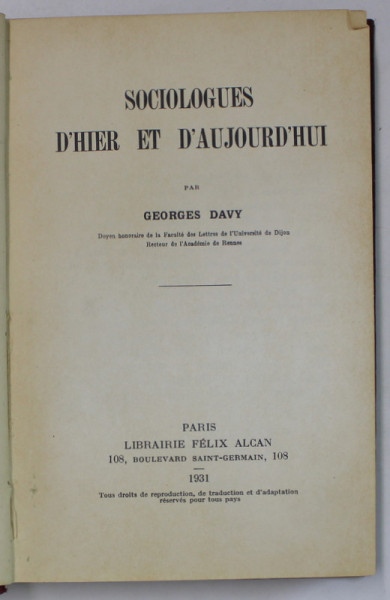 SOCIOLOGUES
D'HIER ET D'AUJOURD'HUI
PAR
GEORGES DAVY
Doyen honoraire de la Faculté des Lettres de l'Université de Dijon
Recteur de l'Académie de Rennes
PARIS
LIBRAIRIE FÉLIX ALCAN
108, BOULEVARD SAINT-GERMAIN, 108
1931
Tous droits de reproduction, de traduction et d'adaptation
réservés pour tous pays